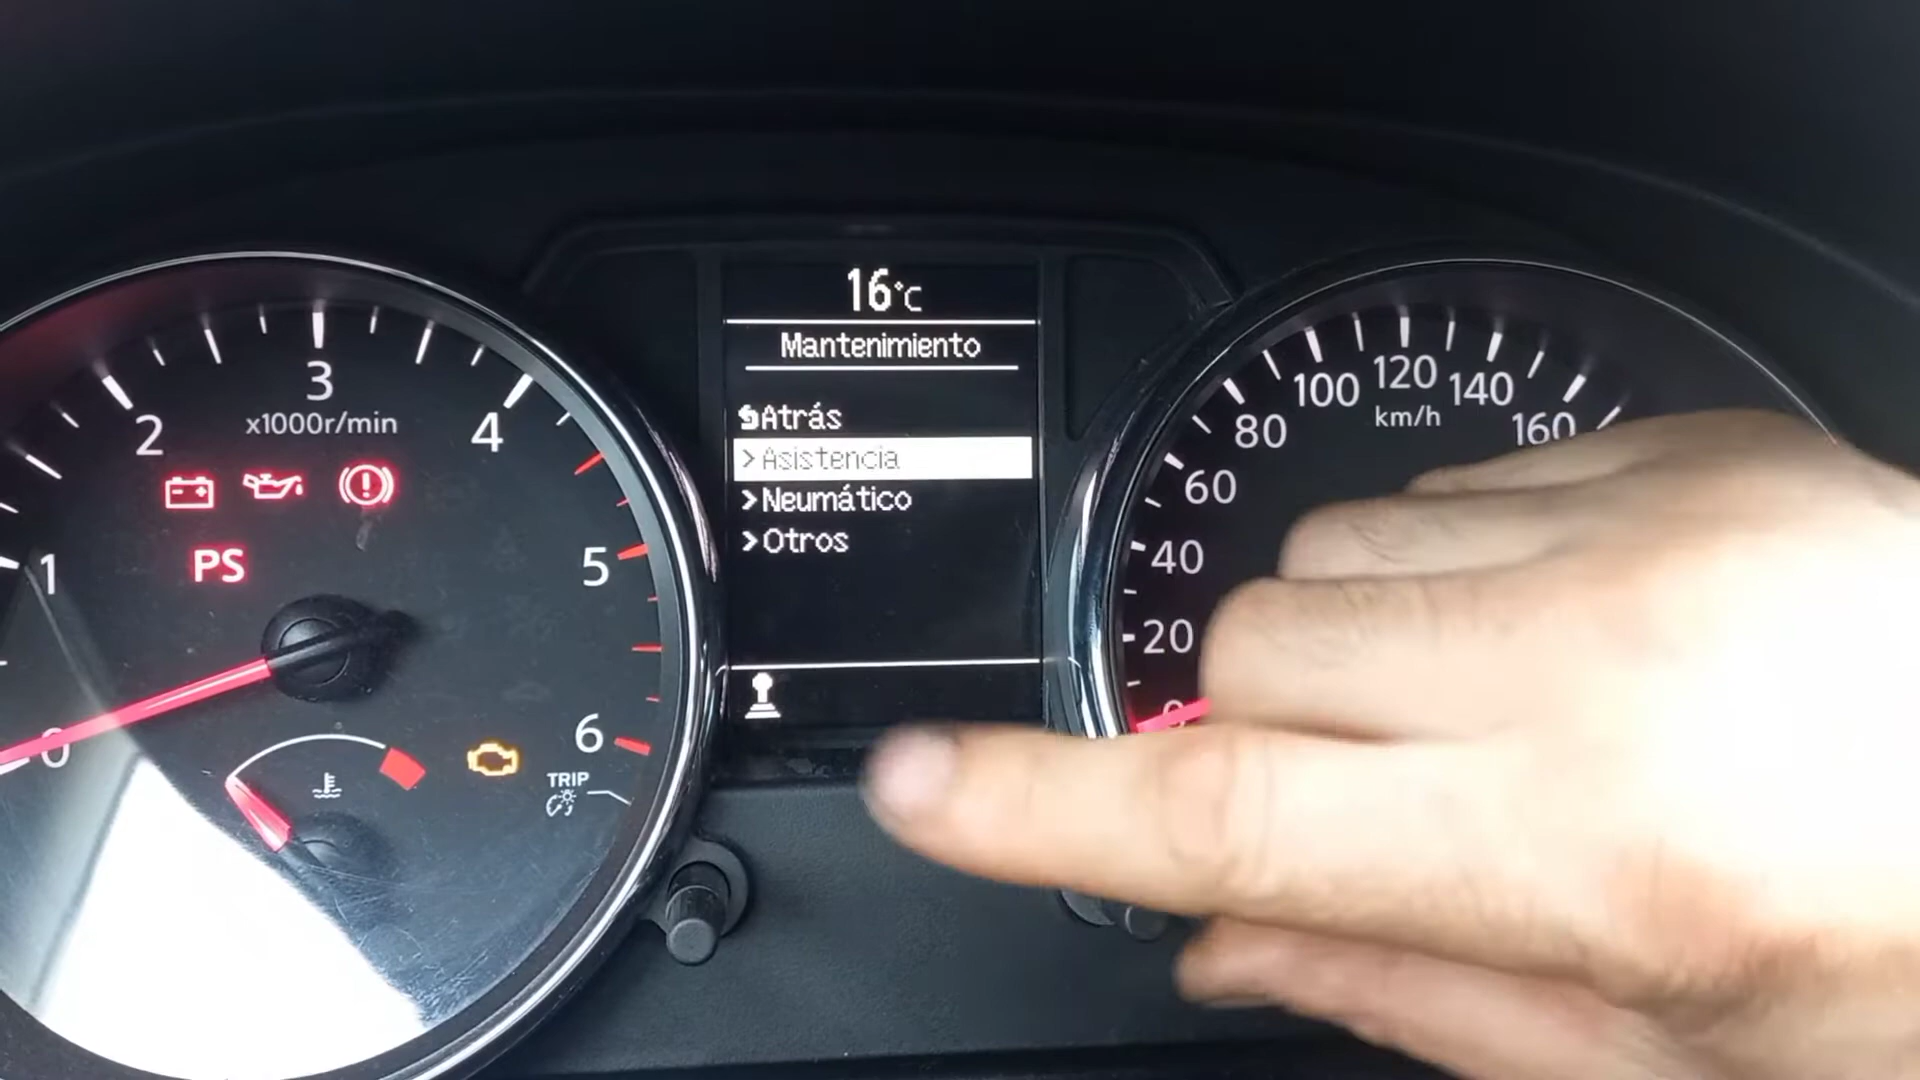 16°C
Mantenimiento
Atrás
> Asistencia
> Neumático
> Otros
0
1
2
3
4
5
6
x1000r/min
PS
TRIP
0
20
40
60
80
100
120
140
160
km/h